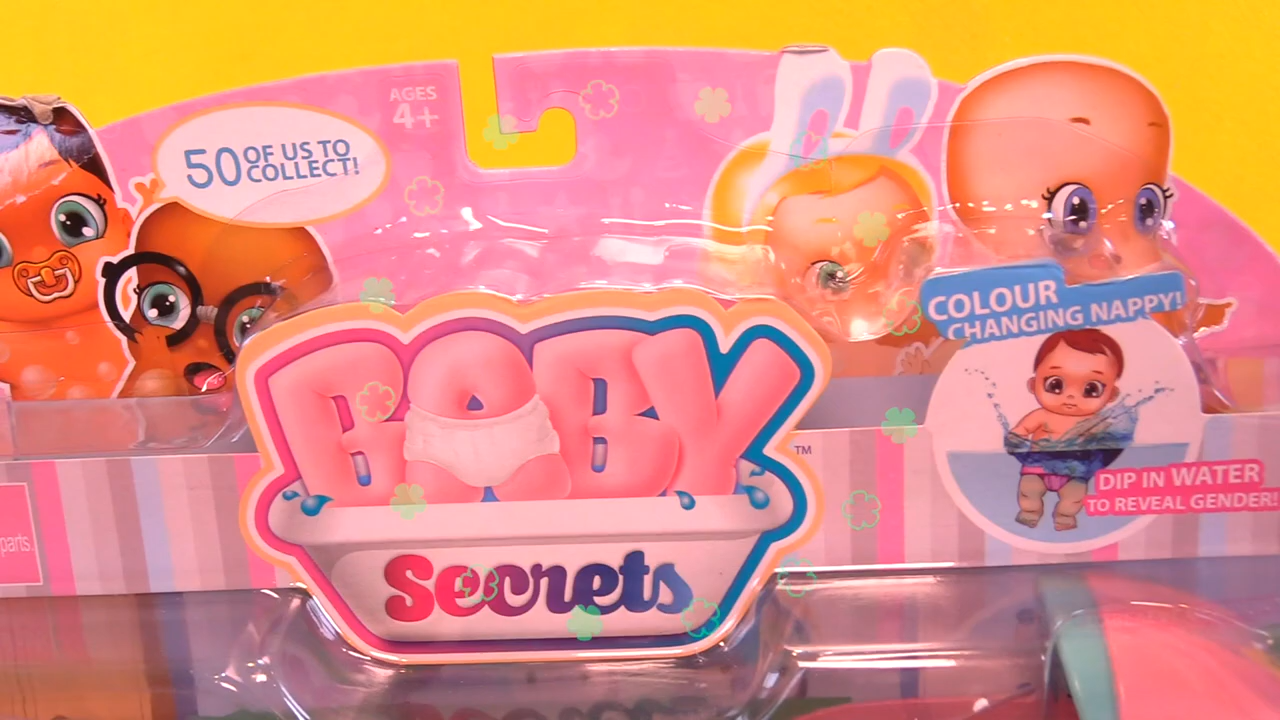 AGES
4+
50 OF US TO
COLLECT!
COLOUR
CHANGING NAPPY!
BABY
TM
Secrets
DIP IN WATER
TO REVEAL GENDER!
parts.